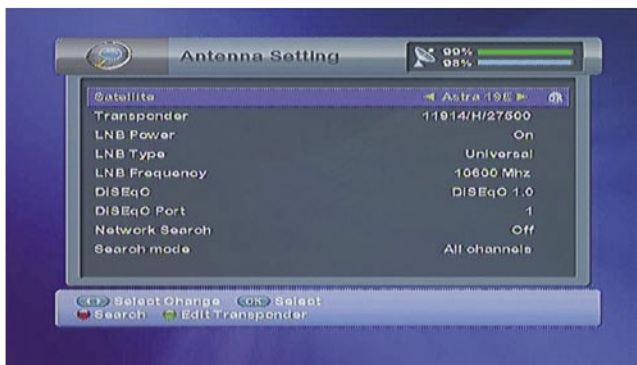 Antenna Setting
99%
98%
Satellite Astra 19E OK
Transponder 11914/H/27500
LNB Power On
LNB Type Universal
LNB Frequency 10600 Mhz
DiSEqC DiSEqC 1.0
DiSEqC Port 1
Network Search Off
Search mode All channels
Select Change OK Select
Search Edit Transponder